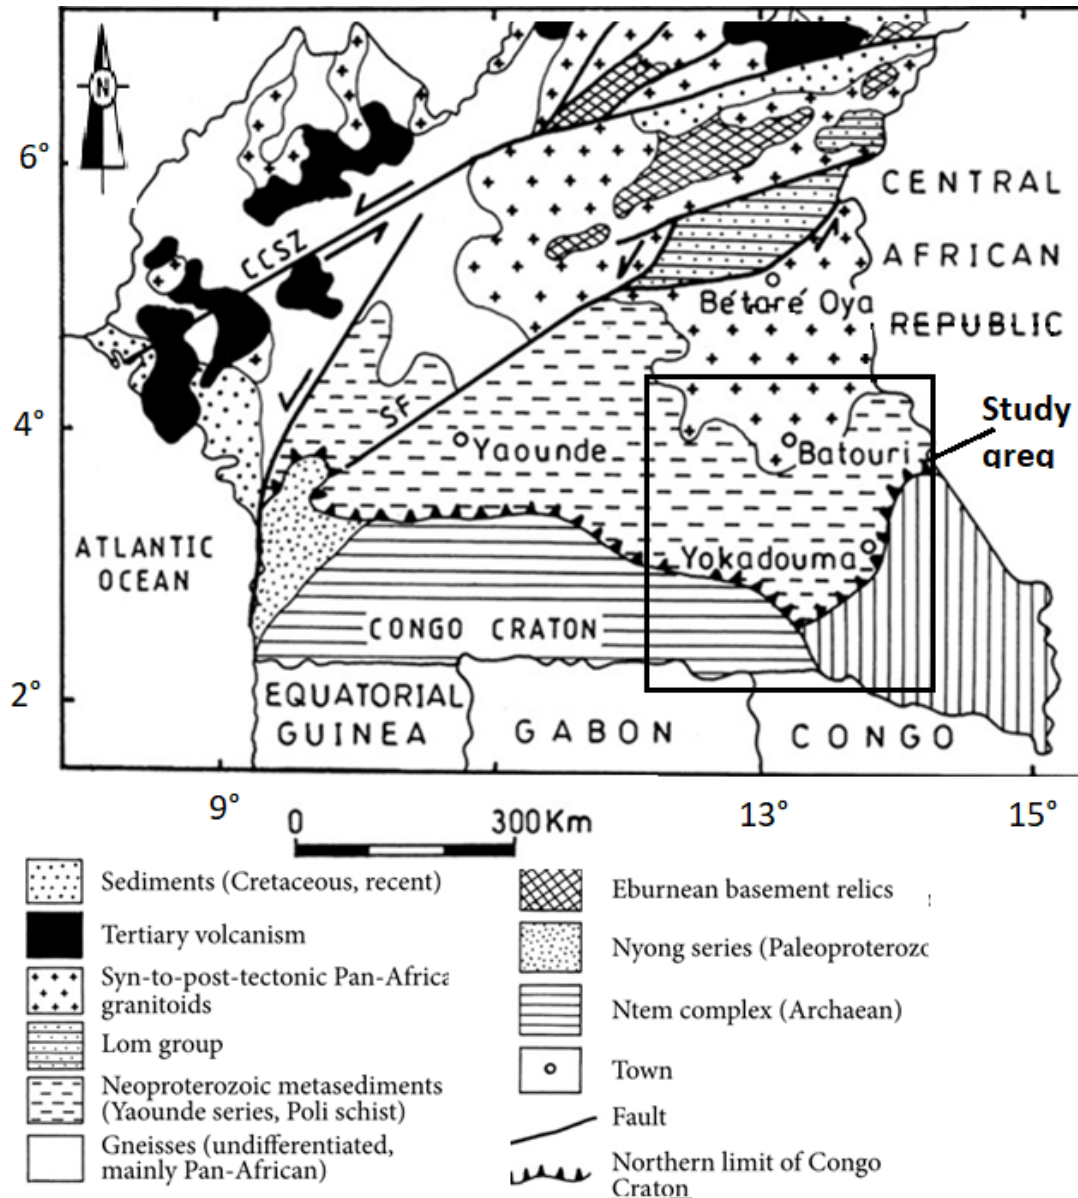 N
6°
CENTRAL
AFRICAN
REPUBLIC
CCSZ
Bétaré Oya
4°
SF
Yaounde
Batouri
Study
area
ATLANTIC
OCEAN
Yokadouma
CONGO CRATON
2°
EQUATORIAL
GUINEA
GABON
CONGO
9°
13°
15°
0 300Km
Sediments (Cretaceous, recent)
Tertiary volcanism
Syn-to-post-tectonic Pan-Africa
granitoids
Lom group
Neoproterozoic metasediments
(Yaounde series, Poli schist)
Gneisses (undifferentiated,
mainly Pan-African)
Eburnean basement relics
Nyong series (Paleoproterozo
Ntem complex (Archaean)
Town
Fault
Northern limit of Congo
Craton